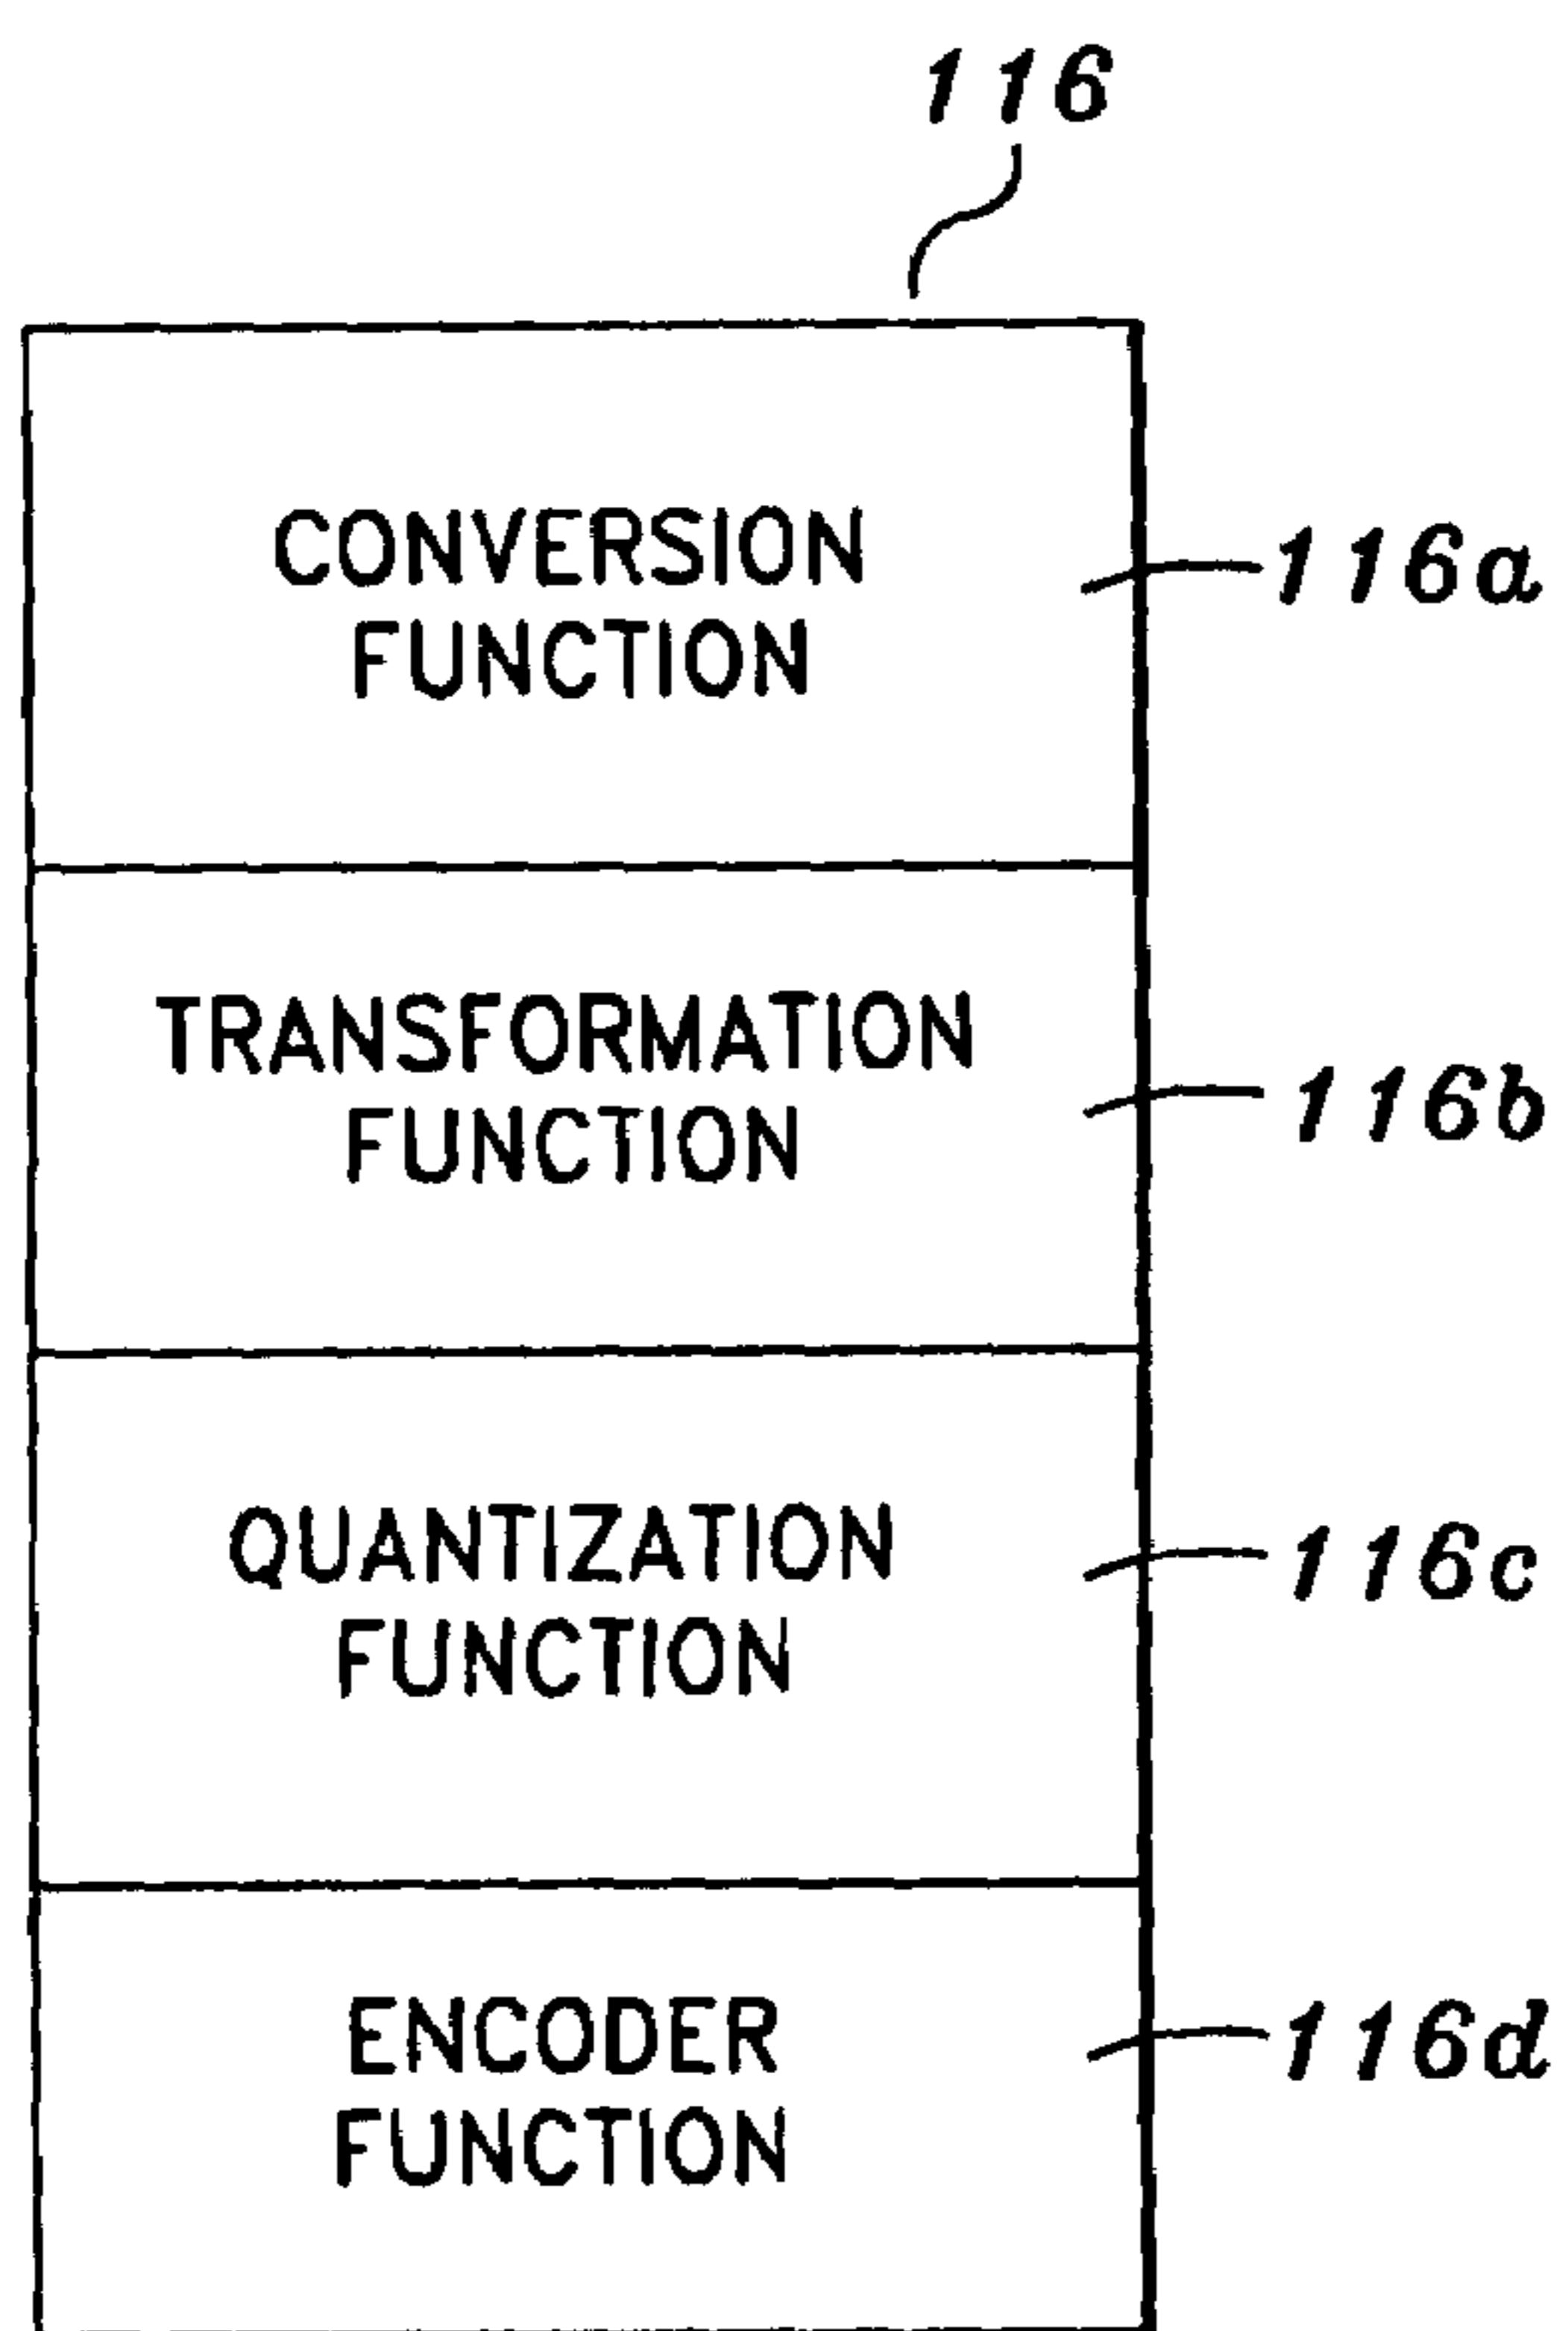 116
CONVERSION
FUNCTION
116a
TRANSFORMATION
FUNCTION
116b
QUANTIZATION
FUNCTION
116c
ENCODER
FUNCTION
116d